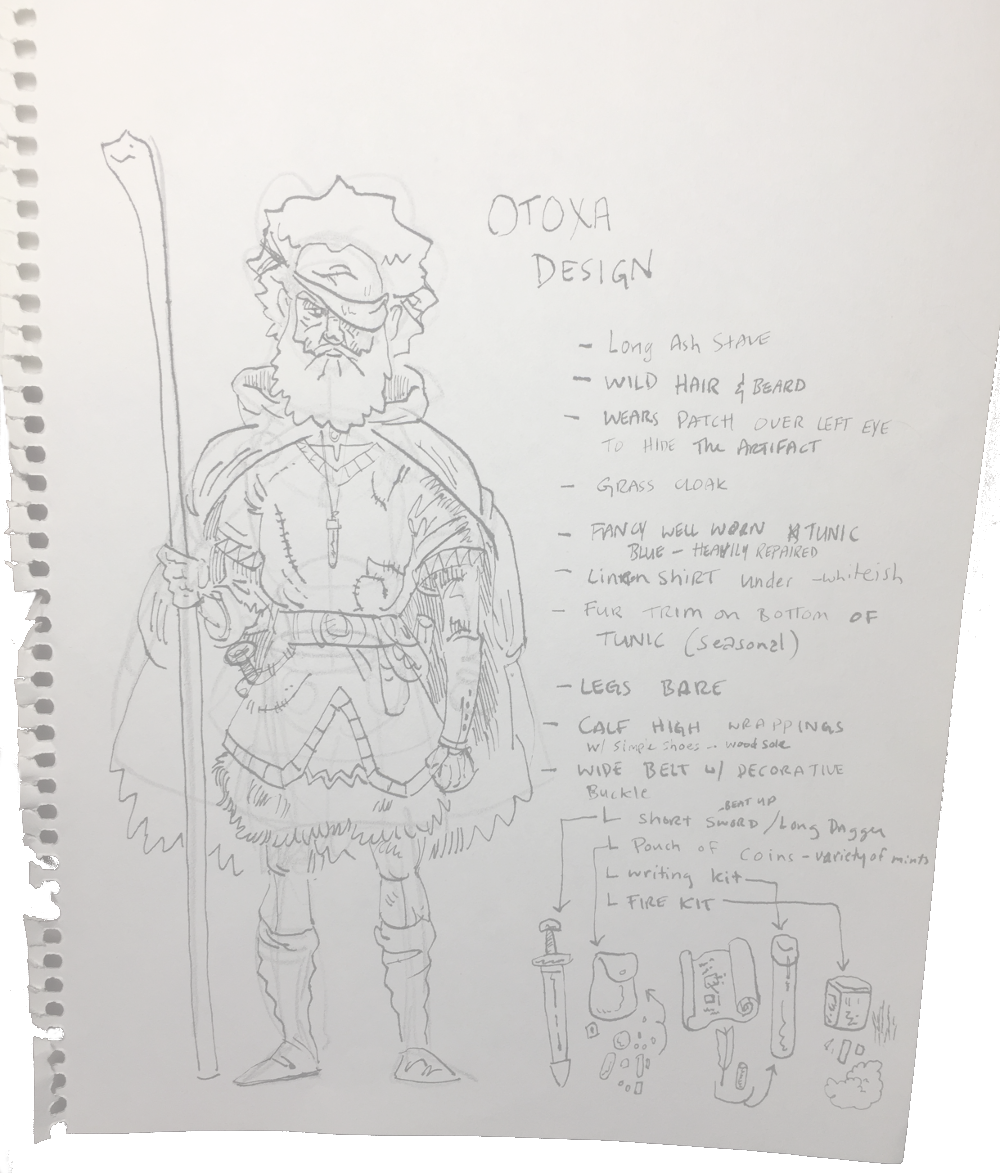 OTOXA
DESIGN
- Long Ash STAVE
- WILD HAIR & BEARD
- WEARS PATCH OVER LEFT EYE
TO HIDE The ARTIFACT
- GRASS CLOAK
- FANCY WELL WORN TUNIC
BLUE - HEAVILY REPAIRED
- Linen SHIRT under - whiteish
- FUR TRIM on BOTTOM OF
TUNIC (seasonal)
- LEGS BARE
- CALF HIGH WRAPPINGS
w/ simple shoes -- wood sole
- WIDE BELT w/ DECORATIVE
Buckle
- BEAT UP
L SHORT SWORD / Long Dagger
L Pouch of Coins - variety of mints
L writing kit
L FIRE KIT